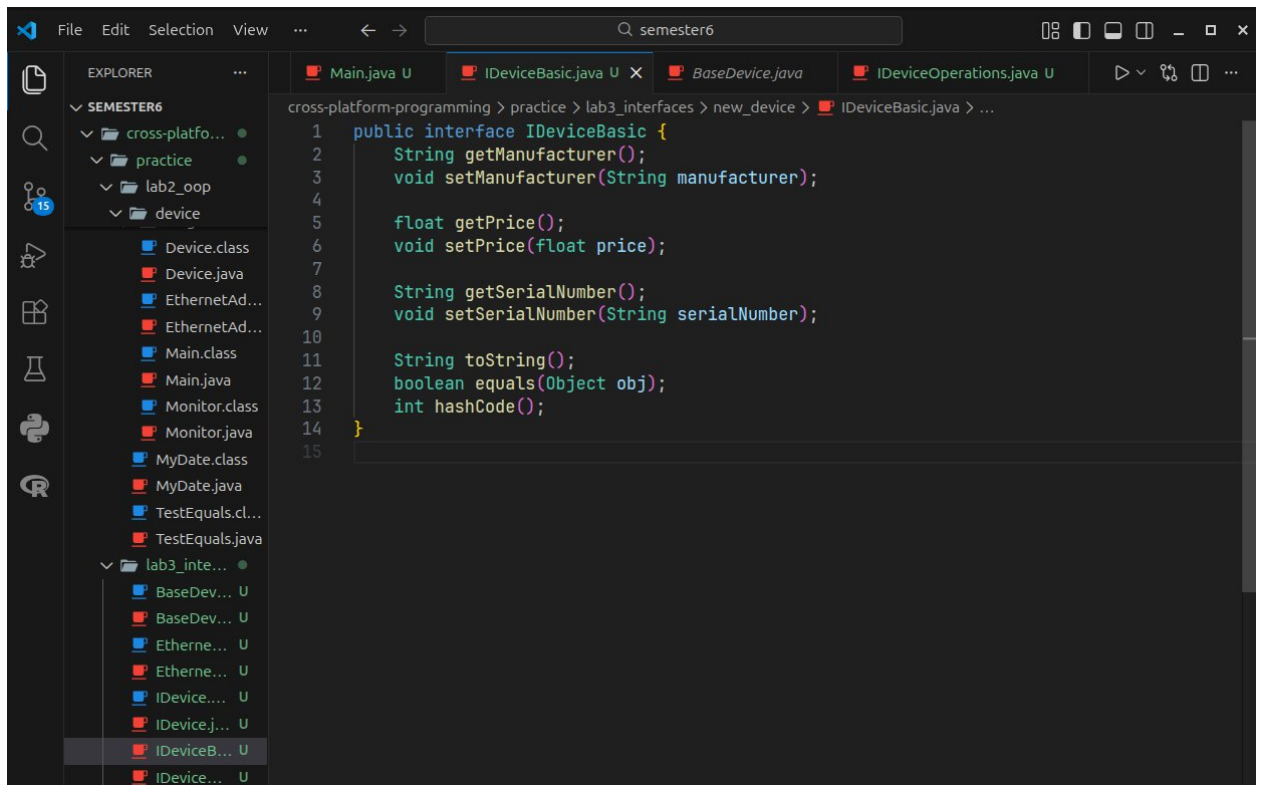 File Edit Selection View ··· semester6
EXPLORER ···
Main.java U IDeviceBasic.java U BaseDevice.java IDeviceOperations.java U
SEMESTER6
cross-platform-programming > practice > lab3_interfaces > new_device > IDeviceBasic.java > ...
cross-platfo...
practice
lab2_oop
device
Device.class
Device.java
EthernetAd...
EthernetAd...
Main.class
Main.java
Monitor.class
Monitor.java
MyDate.class
MyDate.java
TestEquals.cl...
TestEquals.java
lab3_inte...
BaseDev... U
BaseDev... U
Etherne... U
Etherne... U
IDevice.... U
IDevice.j... U
IDeviceB... U
IDevice... U
15
1 public interface IDeviceBasic {
2 String getManufacturer();
3 void setManufacturer(String manufacturer);
4
5 float getPrice();
6 void setPrice(float price);
7
8 String getSerialNumber();
9 void setSerialNumber(String serialNumber);
10
11 String toString();
12 boolean equals(Object obj);
13 int hashCode();
14 }
15